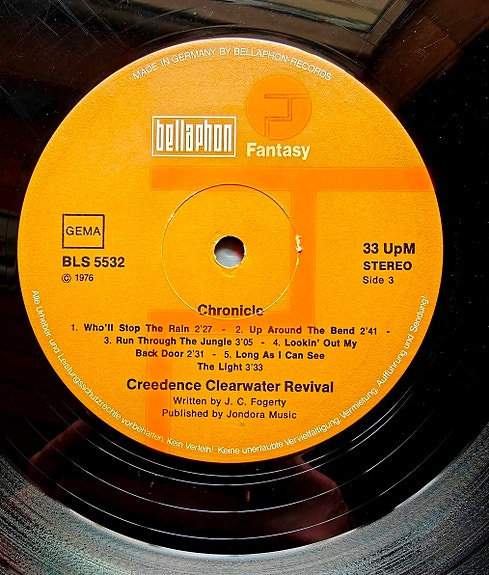 MADE IN GERMANY BY BELLAPHON-RECORDS
bellaphon
Fantasy
GEMA
BLS 5532
℗ 1976
33 UpM
STEREO
Side 3
Chronicle
1. Who'll Stop The Rain 2'27 - 2. Up Around The Bend 2'41 -
3. Run Through The Jungle 3'05 - 4. Lookin' Out My
Back Door 2'31 - 5. Long As I Can See
The Light 3'33
Creedence Clearwater Revival
Written by J. C. Fogerty
Published by Jondora Music
Alle Urheber- und Leistungsschutzrechte vorbehalten. Kein Verleih! Keine unerlaubte Vervielfältigung, Vermietung, Aufführung und Sendung!